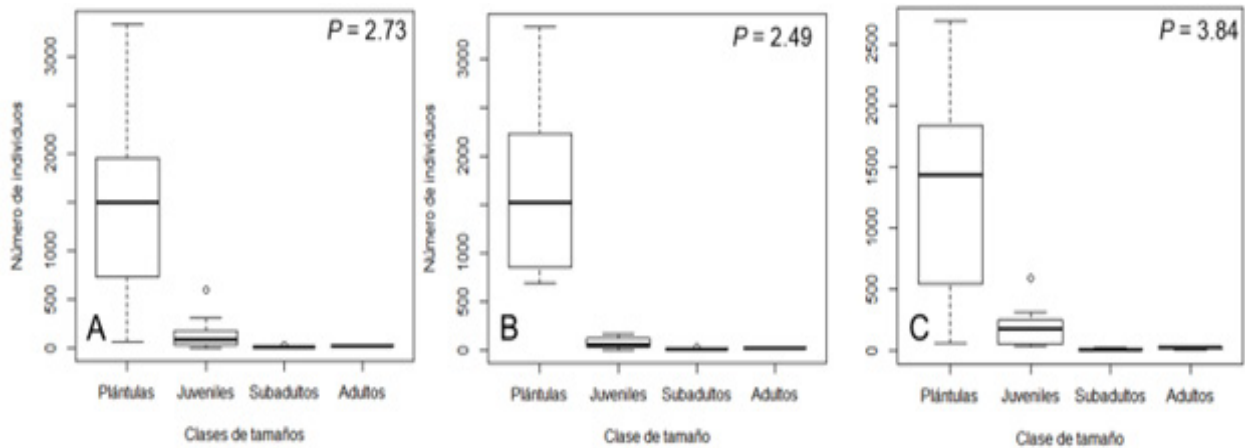 P = 2.73
Número de individuos
3000
2000
1000
500
0
A
Plántulas Juveniles Subadultos Adultos
Clases de tamaños
P = 2.49
Número de individuos
3000
2000
1000
500
0
B
Plántulas Juveniles Subadultos Adultos
Clase de tamaño
P = 3.84
2500
2000
1500
1000
500
0
C
Plántulas Juveniles Subadultos Adultos
Clase de tamaño